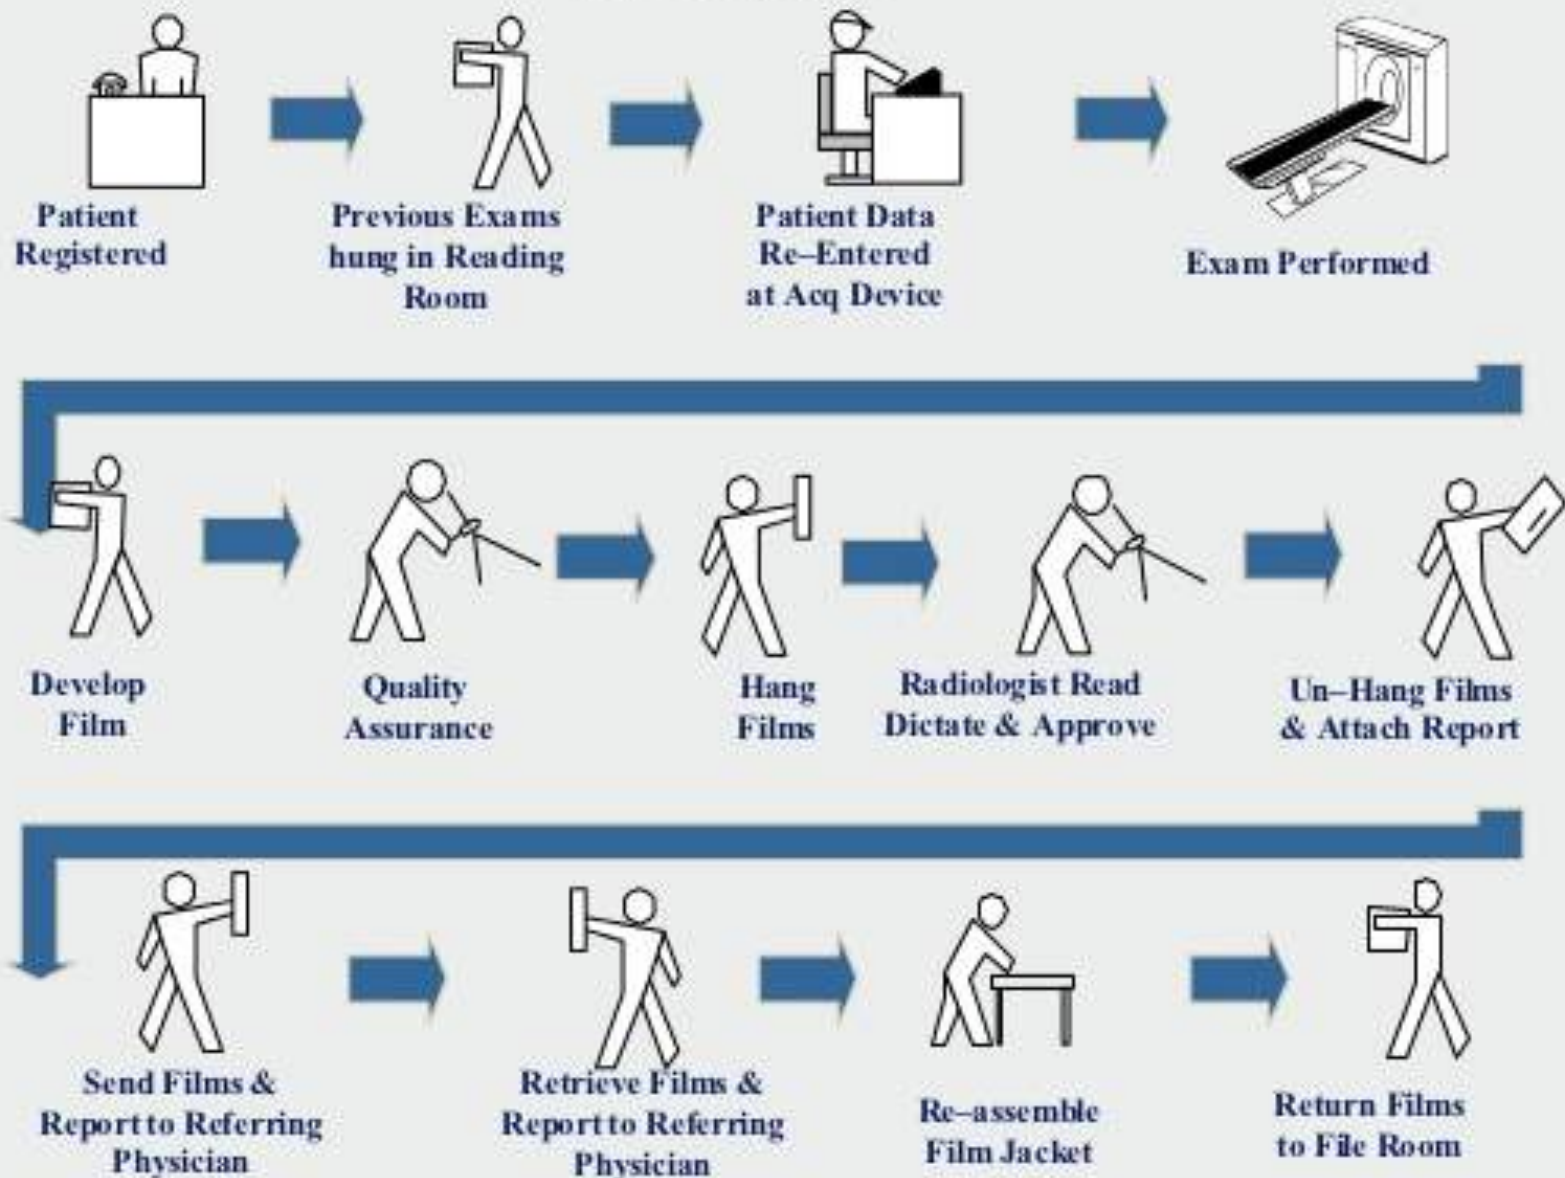 Patient
Registered
Previous Exams
hung in Reading
Room
Patient Data
Re-Entered
at Acq Device
Exam Performed
Develop
Film
Quality
Assurance
Hang
Films
Radiologist Read
Dictate & Approve
Un-Hang Films
& Attach Report
Send Films &
Report to Referring
Physician
Retrieve Films &
Report to Referring
Physician
Re-assemble
Film Jacket
Return Films
to File Room